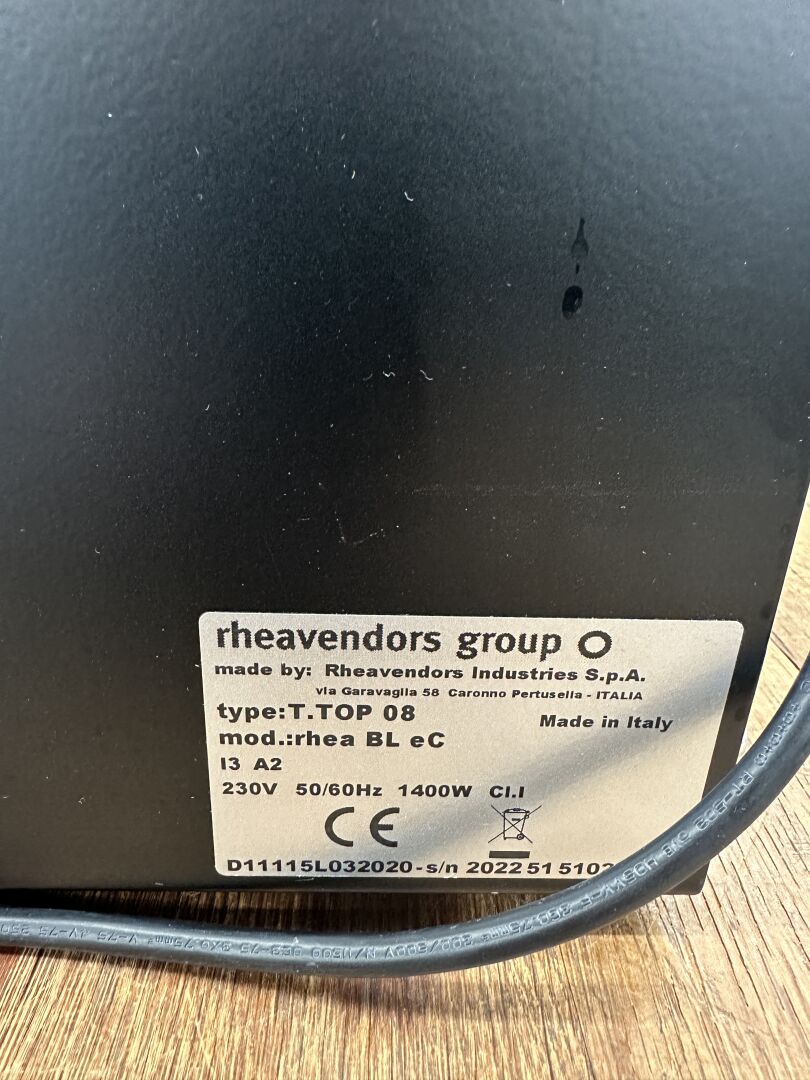 rheavendors group
made by: Rheavendors Industries S.p.A.
via Garavaglia 58 Caronno Pertusella - ITALIA
type:T.TOP 08
Made in Italy
mod.:rhea BL eC
I3 A2
230V 50/60Hz 1400W Cl.I
CE
D11115L032020-s/n 2022 51